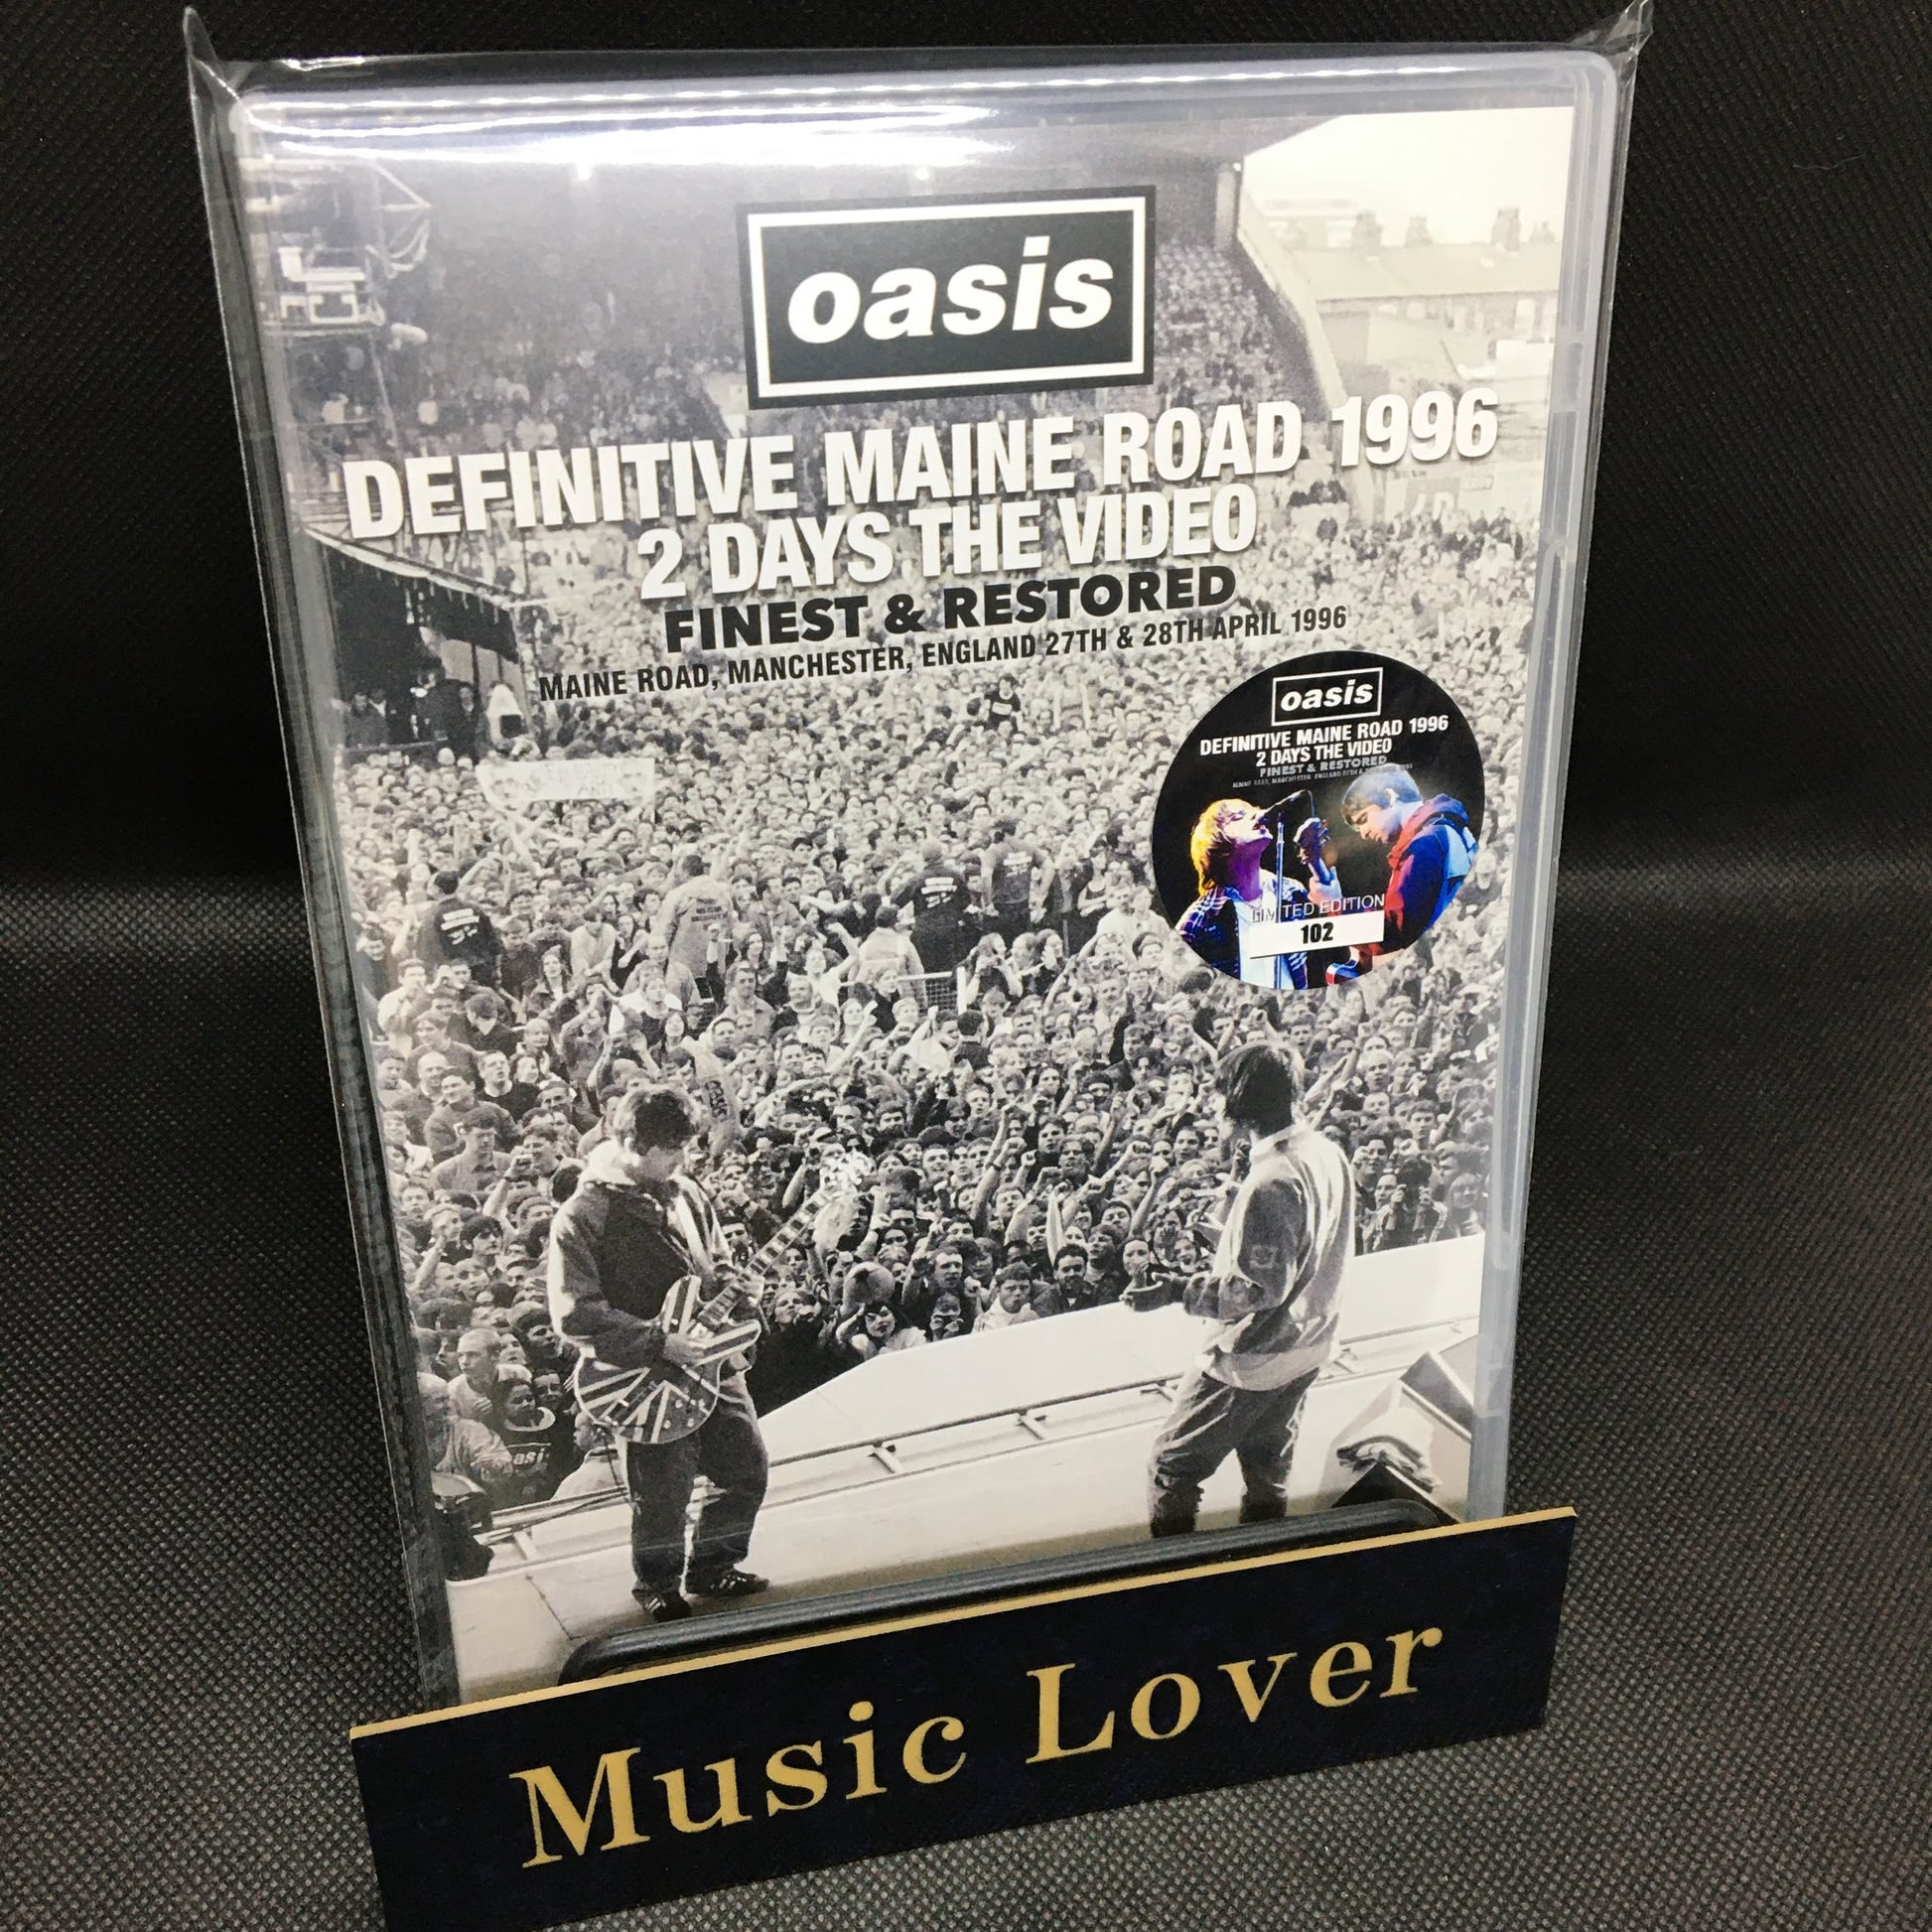 oasis
DEFINITIVE MAINE ROAD 1996
2 DAYS THE VIDEO
FINEST & RESTORED
MAINE ROAD, MANCHESTER, ENGLAND 27TH & 28TH APRIL 1996
oasis
DEFINITIVE MAINE ROAD 1996
2 DAYS THE VIDEO
FINEST & RESTORED
LIMITED EDITION
102
Music Lover